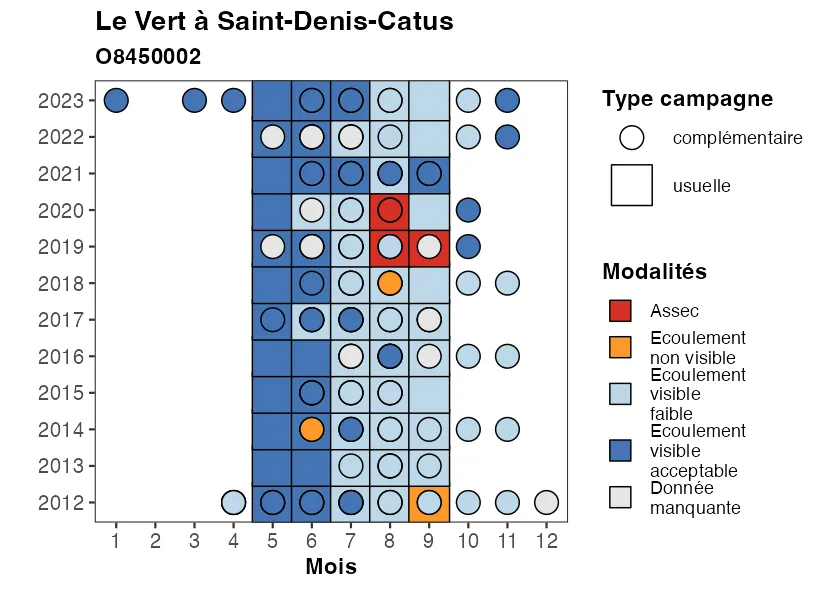 Le Vert à Saint-Denis-Catus
O8450002
2023
2022
2021
2020
2019
2018
2017
2016
2015
2014
2013
2012
1 2 3 4 5 6 7 8 9 10 11 12
Mois
Type campagne
complémentaire
usuelle
Modalités
Assec
Ecoulement
non visible
Ecoulement
visible
faible
Ecoulement
visible
acceptable
Donnée
manquante